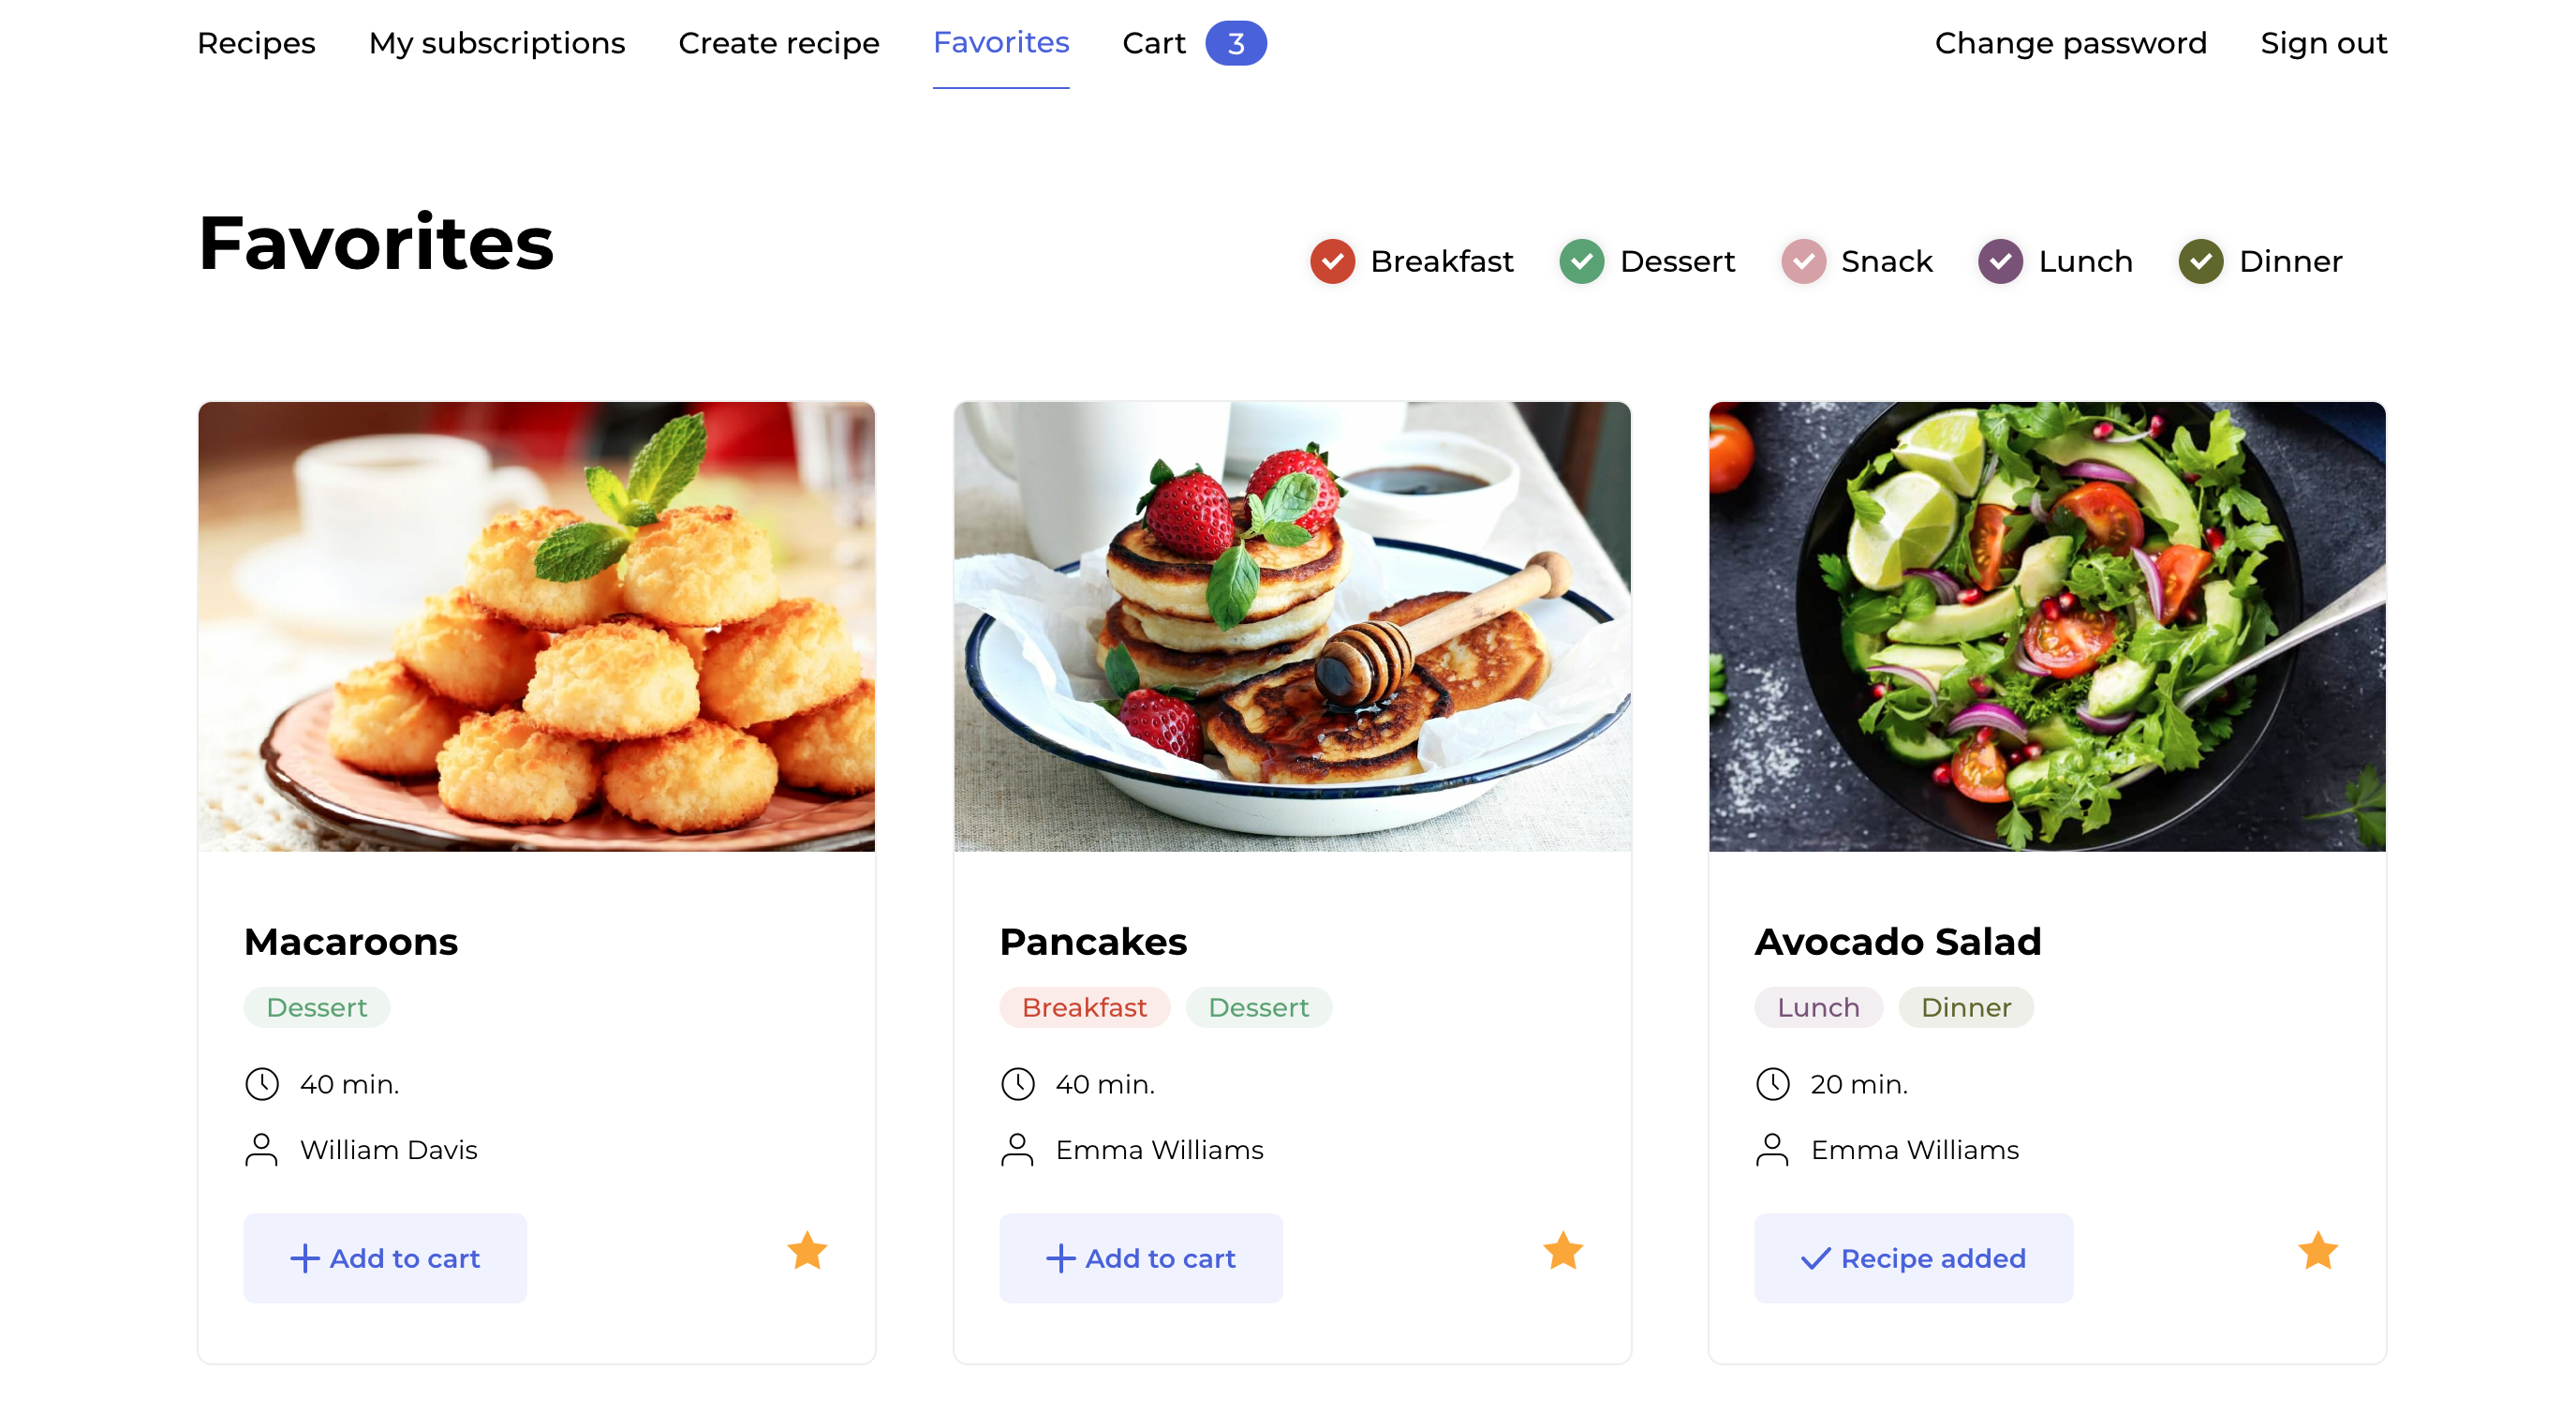 Recipes My subscriptions Create recipe Favorites Cart 3 Change password Sign out
Favorites
Breakfast Dessert Snack Lunch Dinner
Macaroons
Dessert
40 min.
William Davis
Add to cart
Pancakes
Breakfast Dessert
40 min.
Emma Williams
Add to cart
Avocado Salad
Lunch Dinner
20 min.
Emma Williams
Recipe added